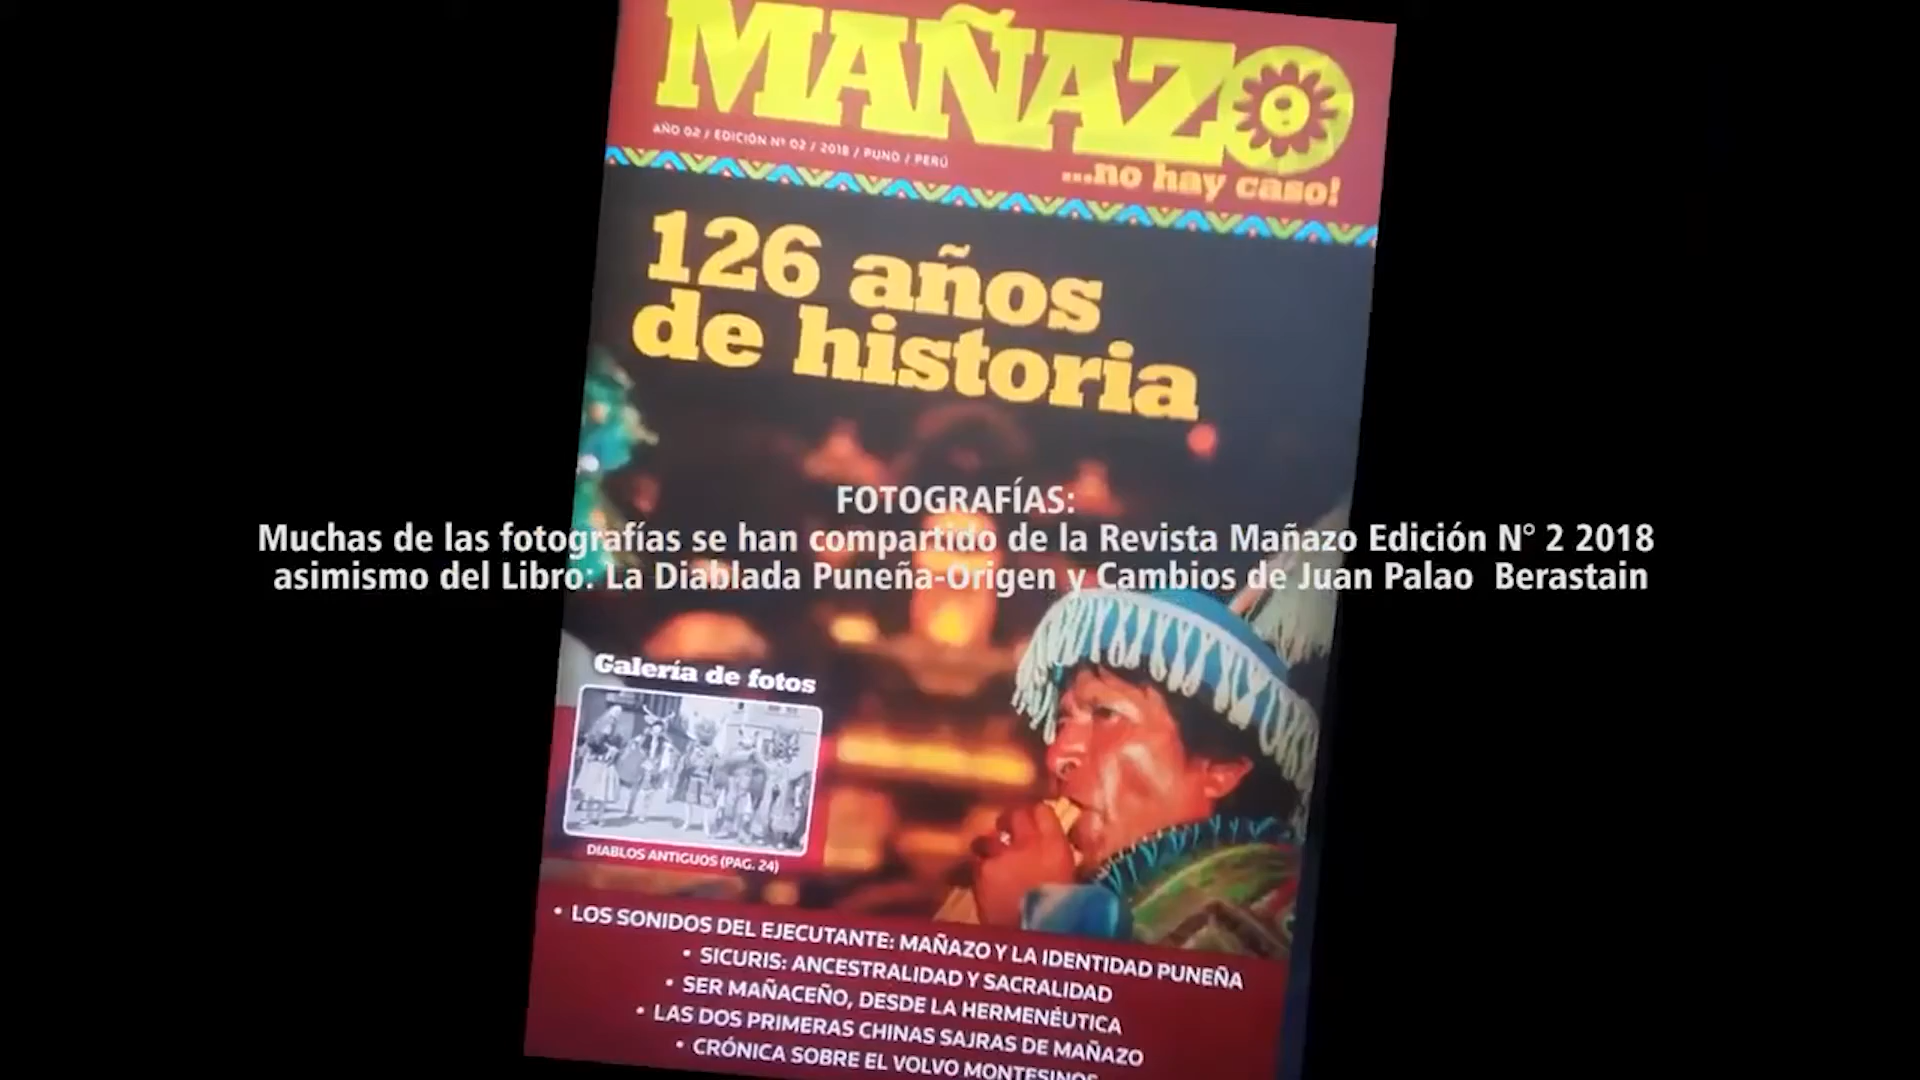 MAÑAZO
AÑO 02 / EDICIÓN Nº 02 / 2018 / PUNO / PERÚ
...no hay caso!
126 años
de historia
FOTOGRAFÍAS:
Muchas de las fotografías se han compartido de la Revista Mañazo Edición N° 2 2018
asimismo del Libro: La Diablada Puneña-Origen y Cambios de Juan Palao Berastain
Galería de fotos
DIABLOS ANTIGUOS (PAG. 24)
• LOS SONIDOS DEL EJECUTANTE: MAÑAZO Y LA IDENTIDAD PUNEÑA
• SICURIS: ANCESTRALIDAD Y SACRALIDAD
• SER MAÑACEÑO, DESDE LA HERMENÉUTICA
• LAS DOS PRIMERAS CHINAS SAJRAS DE MAÑAZO
• CRÓNICA SOBRE EL VOLVO MONTESINOS